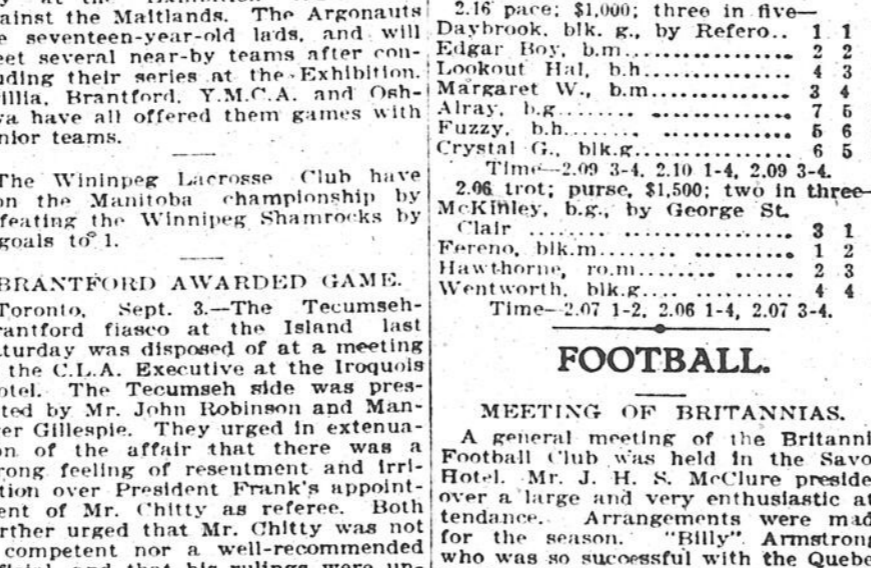 ainst the Maitlands. The Argonauts
e seventeen-year-old lads, and will
eet several near-by teams after con-
uding their series at the Exhibition.
illia, Brantford, Y.M.C.A. and Osh-
va have all offered them games with
nior teams.
The Wininpeg Lacrosse Club have
on the Manitoba championship by
feating the Winnipeg Shamrocks by
goals to 1.
BRANTFORD AWARDED GAME.
Toronto, Sept. 3.—The Tecumseh-
rantford fiasco at the Island last
aturday was disposed of at a meeting
the C.L.A. Executive at the Iroquois
otel. The Tecumseh side was pres-
ted by Mr. John Robinson and Man-
er Gillespie. They urged in extenua-
on of the affair that there was a
rong feeling of resentment and irri-
tion over President Frank's appoint-
ent of Mr. Chitty as referee. Both
rther urged that Mr. Chitty was not
competent nor a well-recommended
and that his rulings were un-
2.16 pace; $1,000; three in five—
Daybrook, blk. g., by Refero.. 1 1
Edgar Boy, b.m. 2 2
Lookout Hal, b.h. 4 3
Margaret W., b.m. 3 4
Alray, b.g. 7 5
Fuzzy, b.h. 5 6
Crystal G., blk.g. 6 5
Time—2.09 3-4, 2.10 1-4, 2.09 3-4.
2.06 trot; purse, $1,500; two in three—
McKinley, b.g., by George St.
Clair 3 1
Fereno, blk.m. 1 2
Hawthorne, ro.m. 2 3
Wentworth, blk.g. 4 4
Time—2.07 1-2, 2.06 1-4, 2.07 3-4.
FOOTBALL.
MEETING OF BRITANNIAS.
A general meeting of the Britanni
Football Club was held in the Savo
Hotel. Mr. J. H. S. McClure preside
over a large and very enthusiastic at
tendance. Arrangements were mad
for the season. "Billy" Armstrong
who was so successful with the Quebe